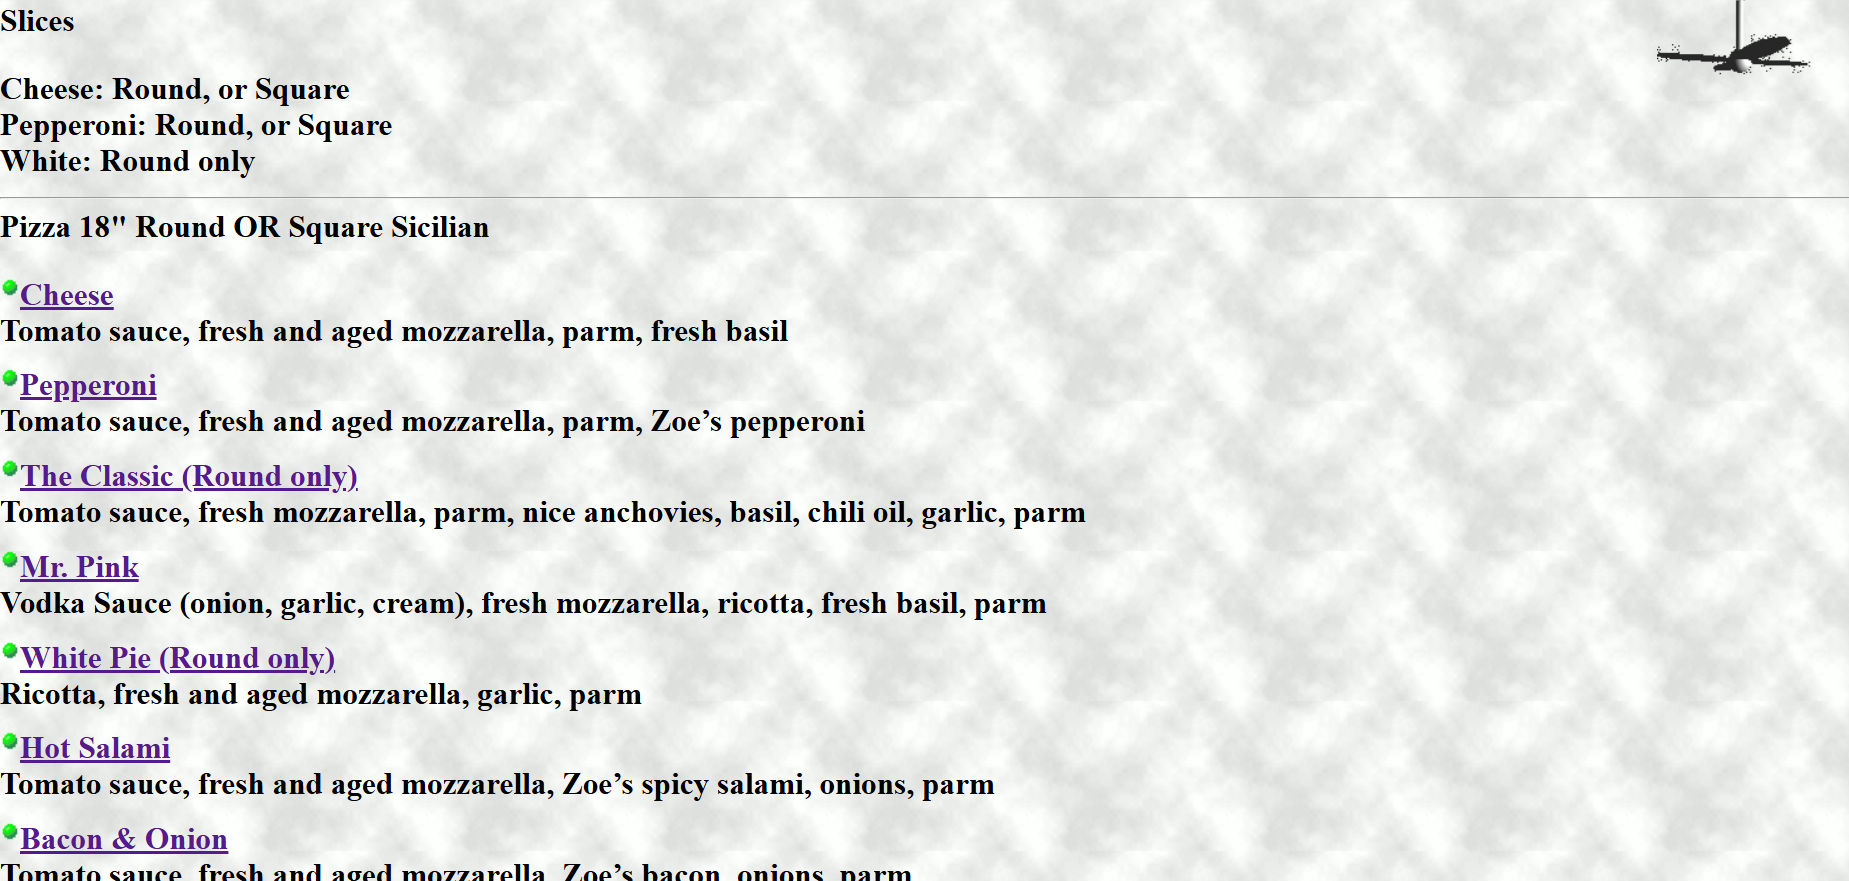 Slices
Cheese: Round, or Square
Pepperoni: Round, or Square
White: Round only
Pizza 18" Round OR Square Sicilian
Cheese
Tomato sauce, fresh and aged mozzarella, parm, fresh basil
Pepperoni
Tomato sauce, fresh and aged mozzarella, parm, Zoe’s pepperoni
The Classic (Round only)
Tomato sauce, fresh mozzarella, parm, nice anchovies, basil, chili oil, garlic, parm
Mr. Pink
Vodka Sauce (onion, garlic, cream), fresh mozzarella, ricotta, fresh basil, parm
White Pie (Round only)
Ricotta, fresh and aged mozzarella, garlic, parm
Hot Salami
Tomato sauce, fresh and aged mozzarella, Zoe’s spicy salami, onions, parm
Bacon & Onion
Tomato sauce, fresh and aged mozzarella, Zoe’s bacon, onions, parm